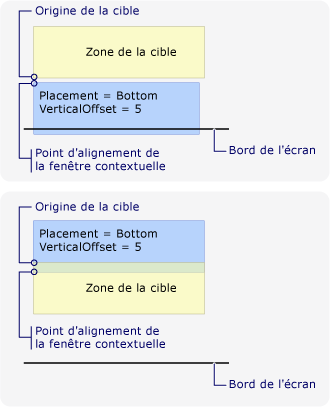 Origine de la cible
Zone de la cible
Placement = Bottom
VerticalOffset = 5
Bord de l'écran
Point d'alignement de
la fenêtre contextuelle
Origine de la cible
Placement = Bottom
VerticalOffset = 5
Zone de la cible
Point d'alignement de
la fenêtre contextuelle
Bord de l'écran